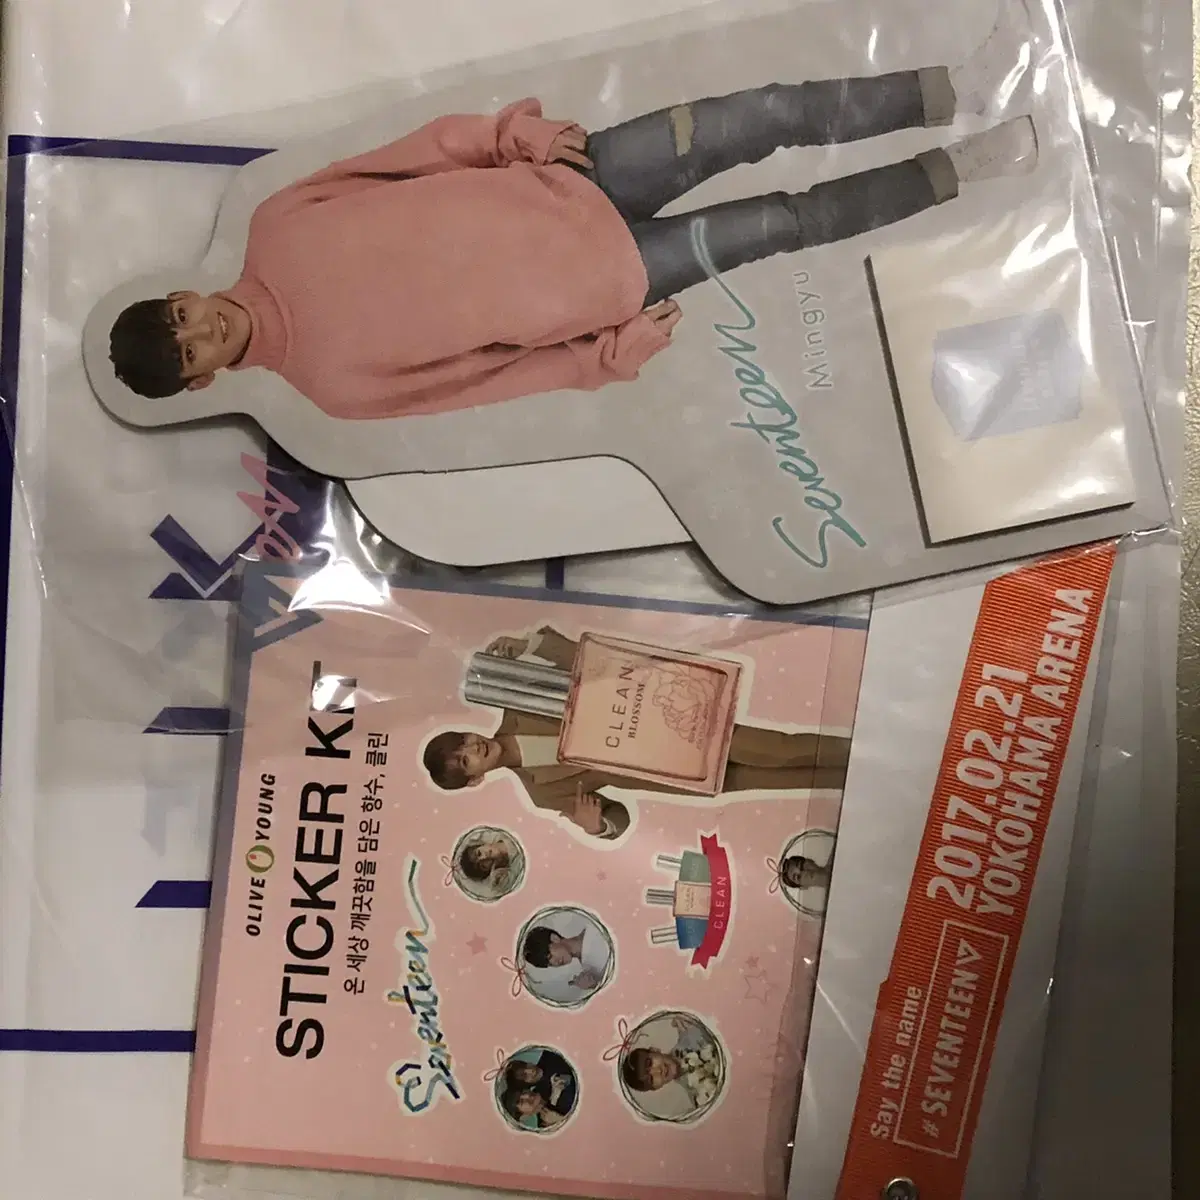 Seventeen
Mingyu
OLIVE YOUNG
STICKER KIT
온 세상 깨끗함을 담은 향수, 클린
Seventeen
CLEAN
BLOSSOM
CLEAN
2017.02.21
YOKOHAMA ARENA
Say the name
#SEVENTEEN